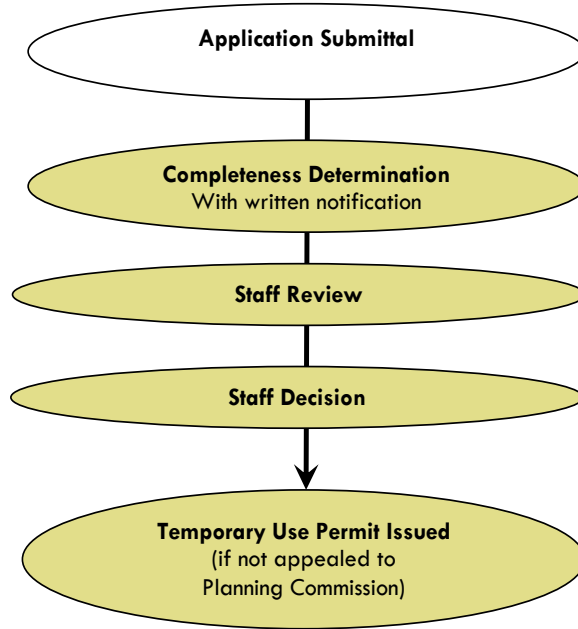 Application Submittal
Completeness Determination
With written notification
Staff Review
Staff Decision
Temporary Use Permit Issued
(if not appealed to
Planning Commission)